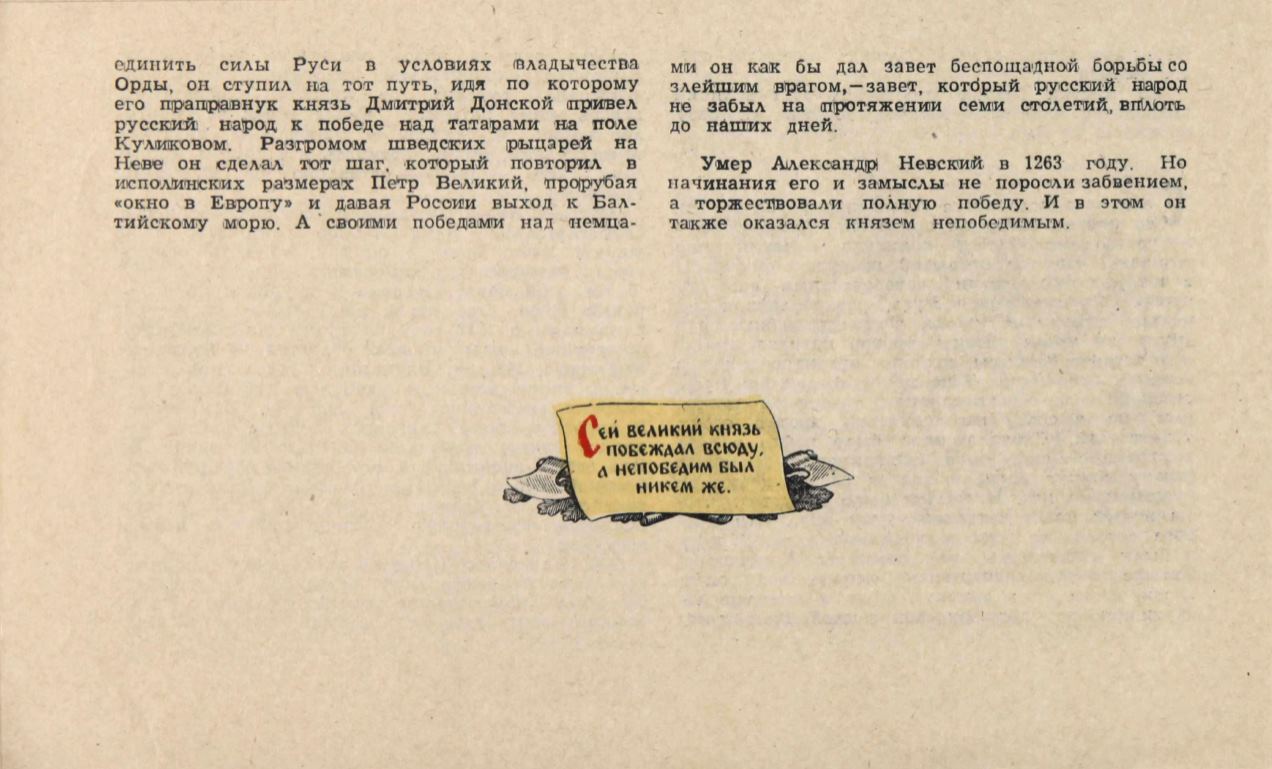 единить силы Руси в условиях владычества
Орды, он ступил на тот путь, идя по которому
его праправнук князь Дмитрий Донской привел
русский народ к победе над татарами на поле
Куликовом. Разгромом шведских рыцарей на
Неве он сделал тот шаг, который повторил в
исполинских размерах Петр Великий, прорубая
«окно в Европу» и давая России выход к Бал-
тийскому морю. А своими победами над немца-
ми он как бы дал завет беспощадной борьбы со
злейшим врагом,—завет, который русский народ
не забыл на протяжении семи столетий, вплоть
до наших дней.
Умер Александр Невский в 1263 году. Но
начинания его и замыслы не поросли забвением,
а торжествовали полную победу. И в этом он
также оказался князем непобедимым.
Сей великий князь
побеждал всюду,
а непобедим был
никем же.